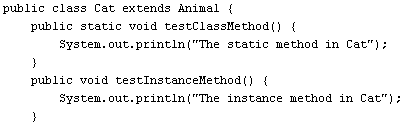 public class Cat extends Animal {
    public static void testClassMethod() {
        System.out.println("The static method in Cat");
    }
    public void testInstanceMethod() {
        System.out.println("The instance method in Cat");
    }